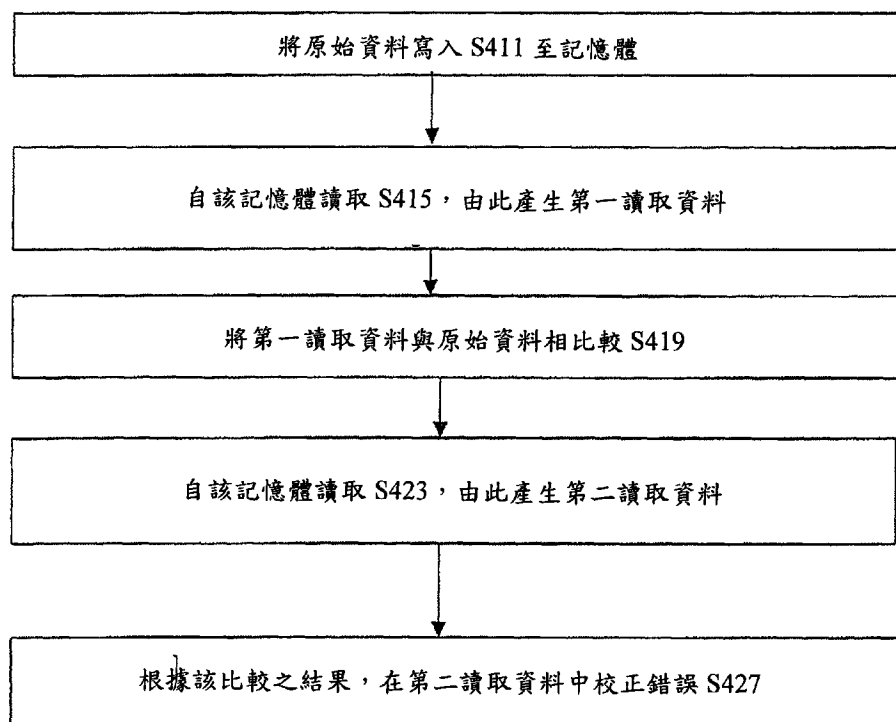 將原始資料寫入 S411 至記憶體
自該記憶體讀取 S415，由此產生第一讀取資料
將第一讀取資料與原始資料相比較 S419
自該記憶體讀取 S423，由此產生第二讀取資料
根據該比較之結果，在第二讀取資料中校正錯誤 S427